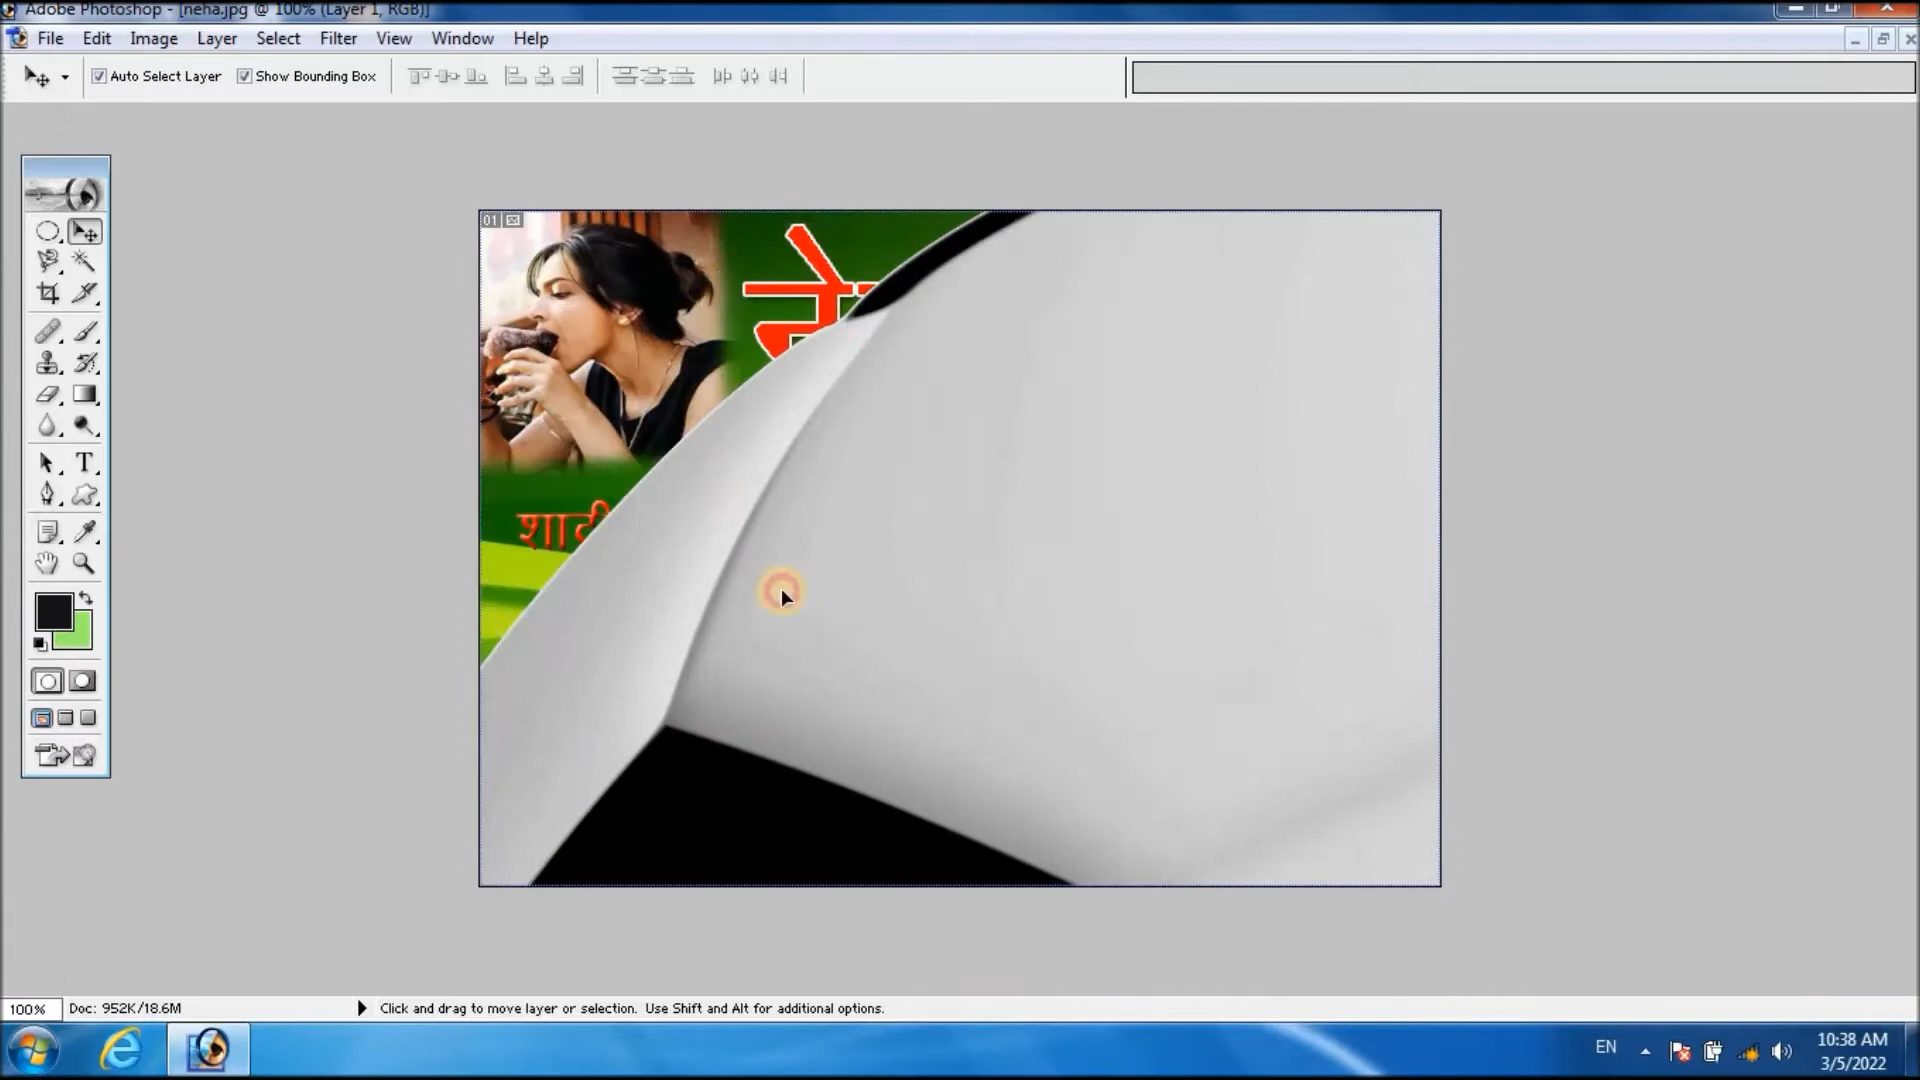 Adobe Photoshop - [neha.jpg @ 100% (Layer 1, RGB)]
File Edit Image Layer Select Filter View Window Help
Auto Select Layer Show Bounding Box
01
T
100% Doc: 952K/18.6M Click and drag to move layer or selection. Use Shift and Alt for additional options.
EN
10:38 AM
3/5/2022